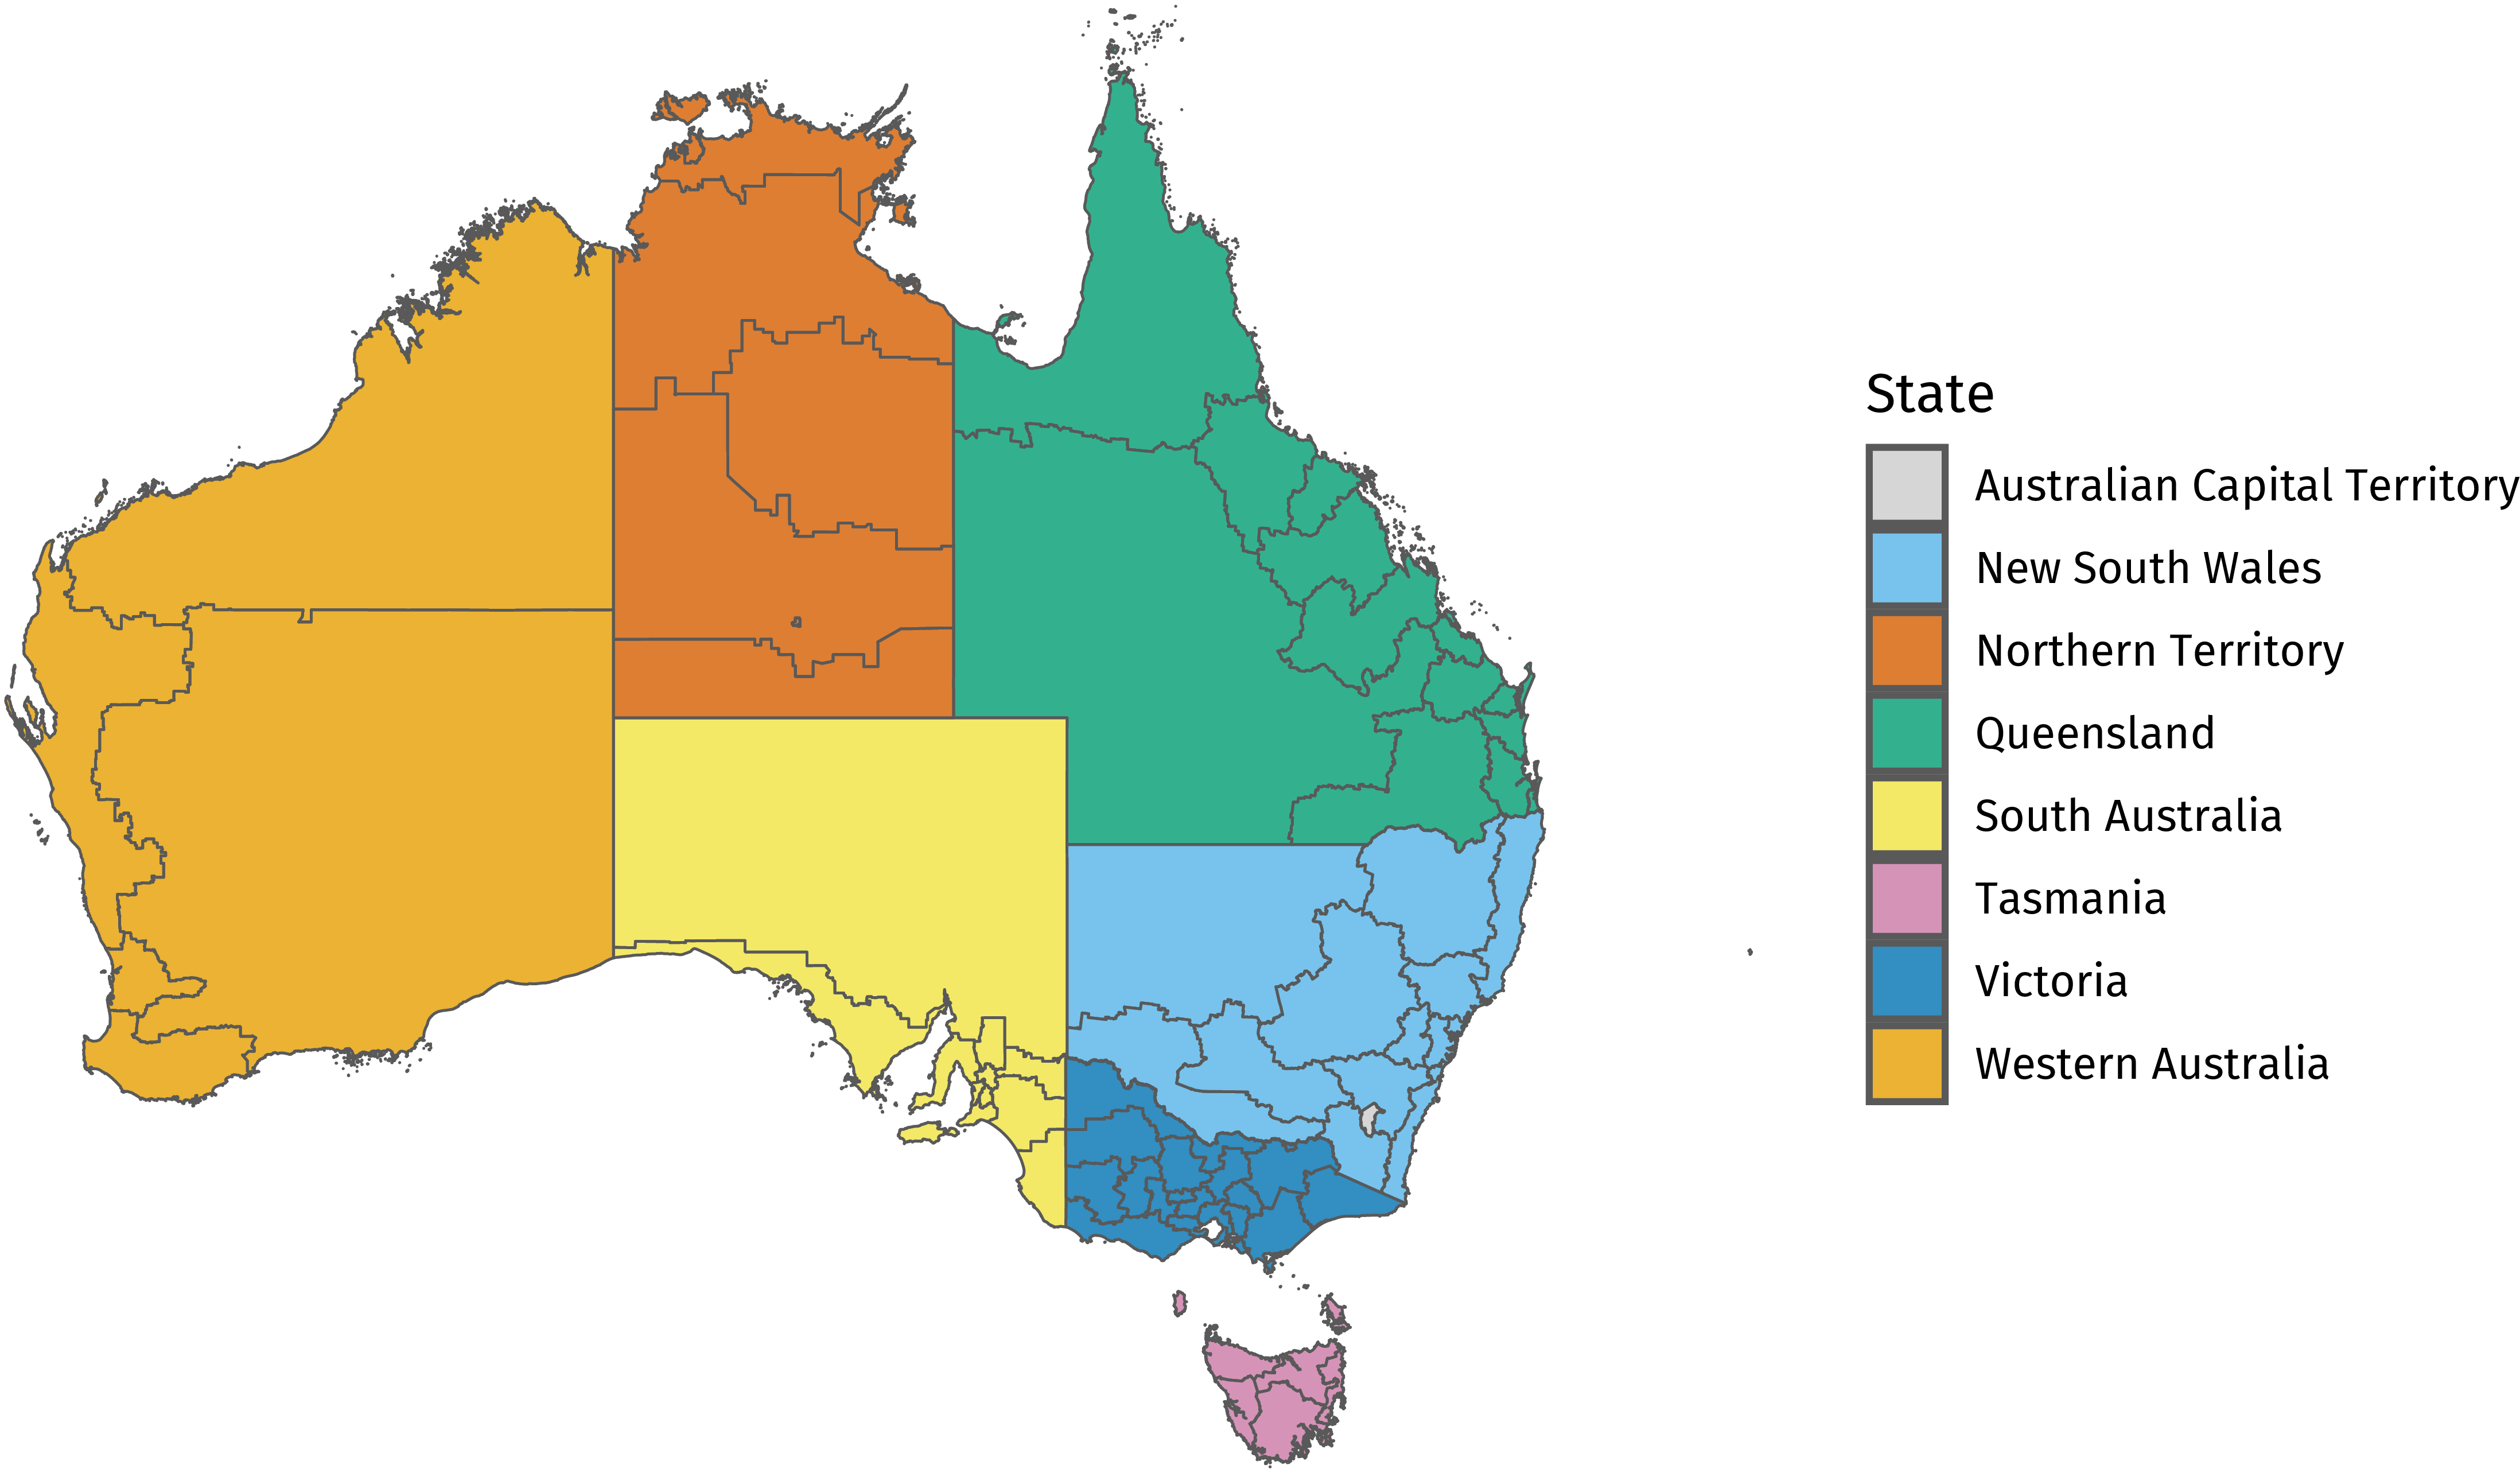 State
Australian Capital Territory
New South Wales
Northern Territory
Queensland
South Australia
Tasmania
Victoria
Western Australia